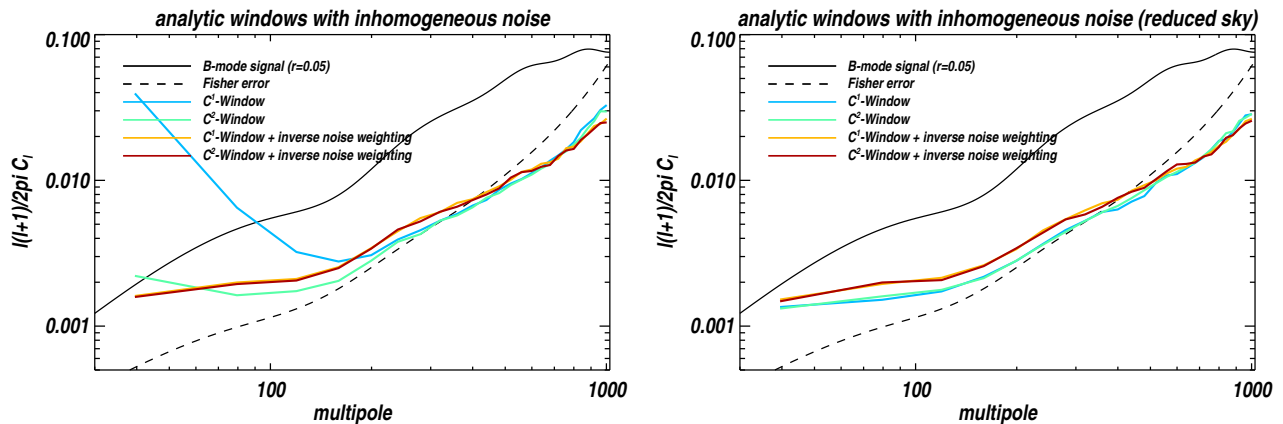 analytic windows with inhomogeneous noise
0.100
0.010
0.001
l(l+1)/2pi Cl
B-mode signal (r=0.05)
Fisher error
C1-Window
C2-Window
C1-Window + inverse noise weighting
C2-Window + inverse noise weighting
100
1000
multipole
analytic windows with inhomogeneous noise (reduced sky)
0.100
0.010
0.001
l(l+1)/2pi Cl
B-mode signal (r=0.05)
Fisher error
C1-Window
C2-Window
C1-Window + inverse noise weighting
C2-Window + inverse noise weighting
100
1000
multipole